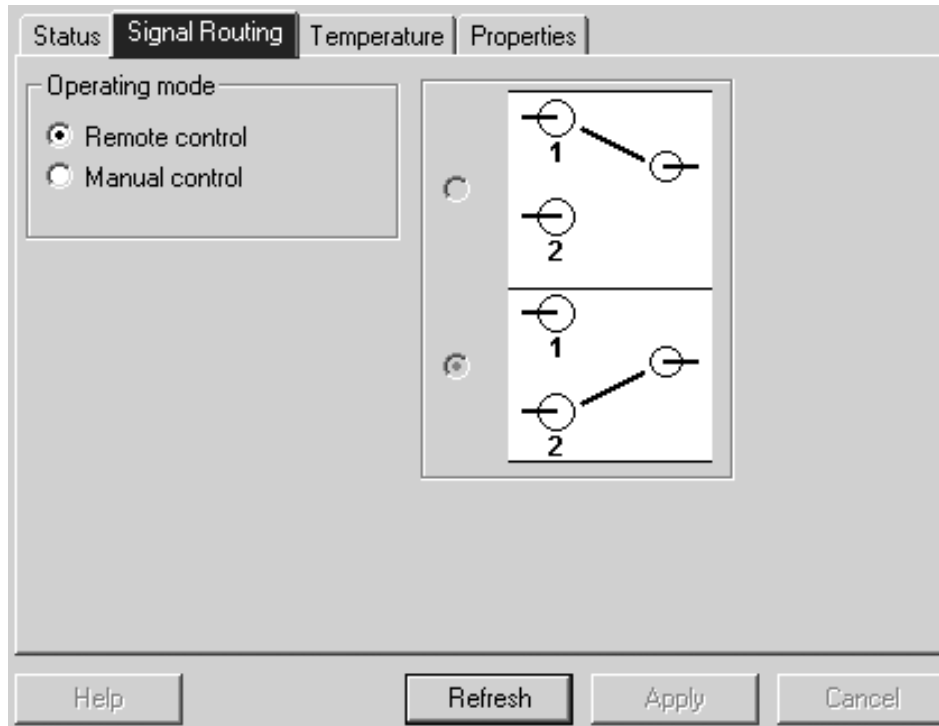 Status Signal Routing Temperature Properties
Operating mode
Remote control
Manual control
1
2
1
2
Help Refresh Apply Cancel